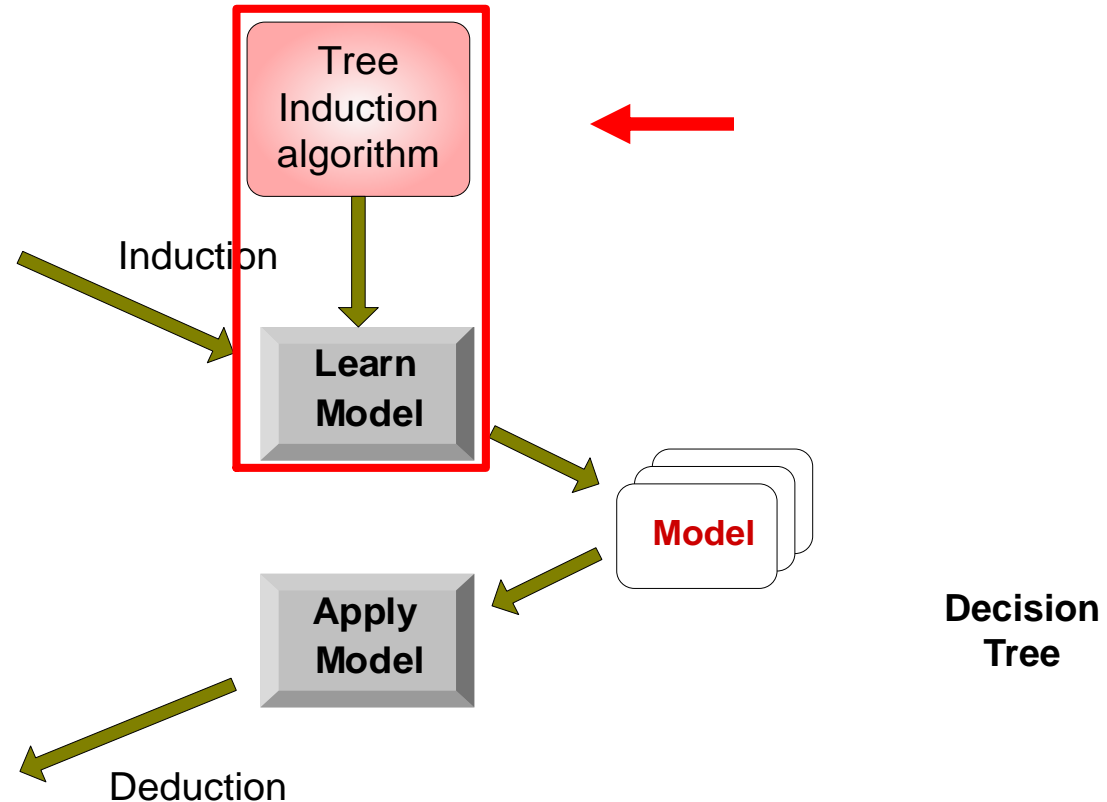 Tree
Induction
algorithm
Induction
Learn
Model
Model
Apply
Model
Decision
Tree
Deduction